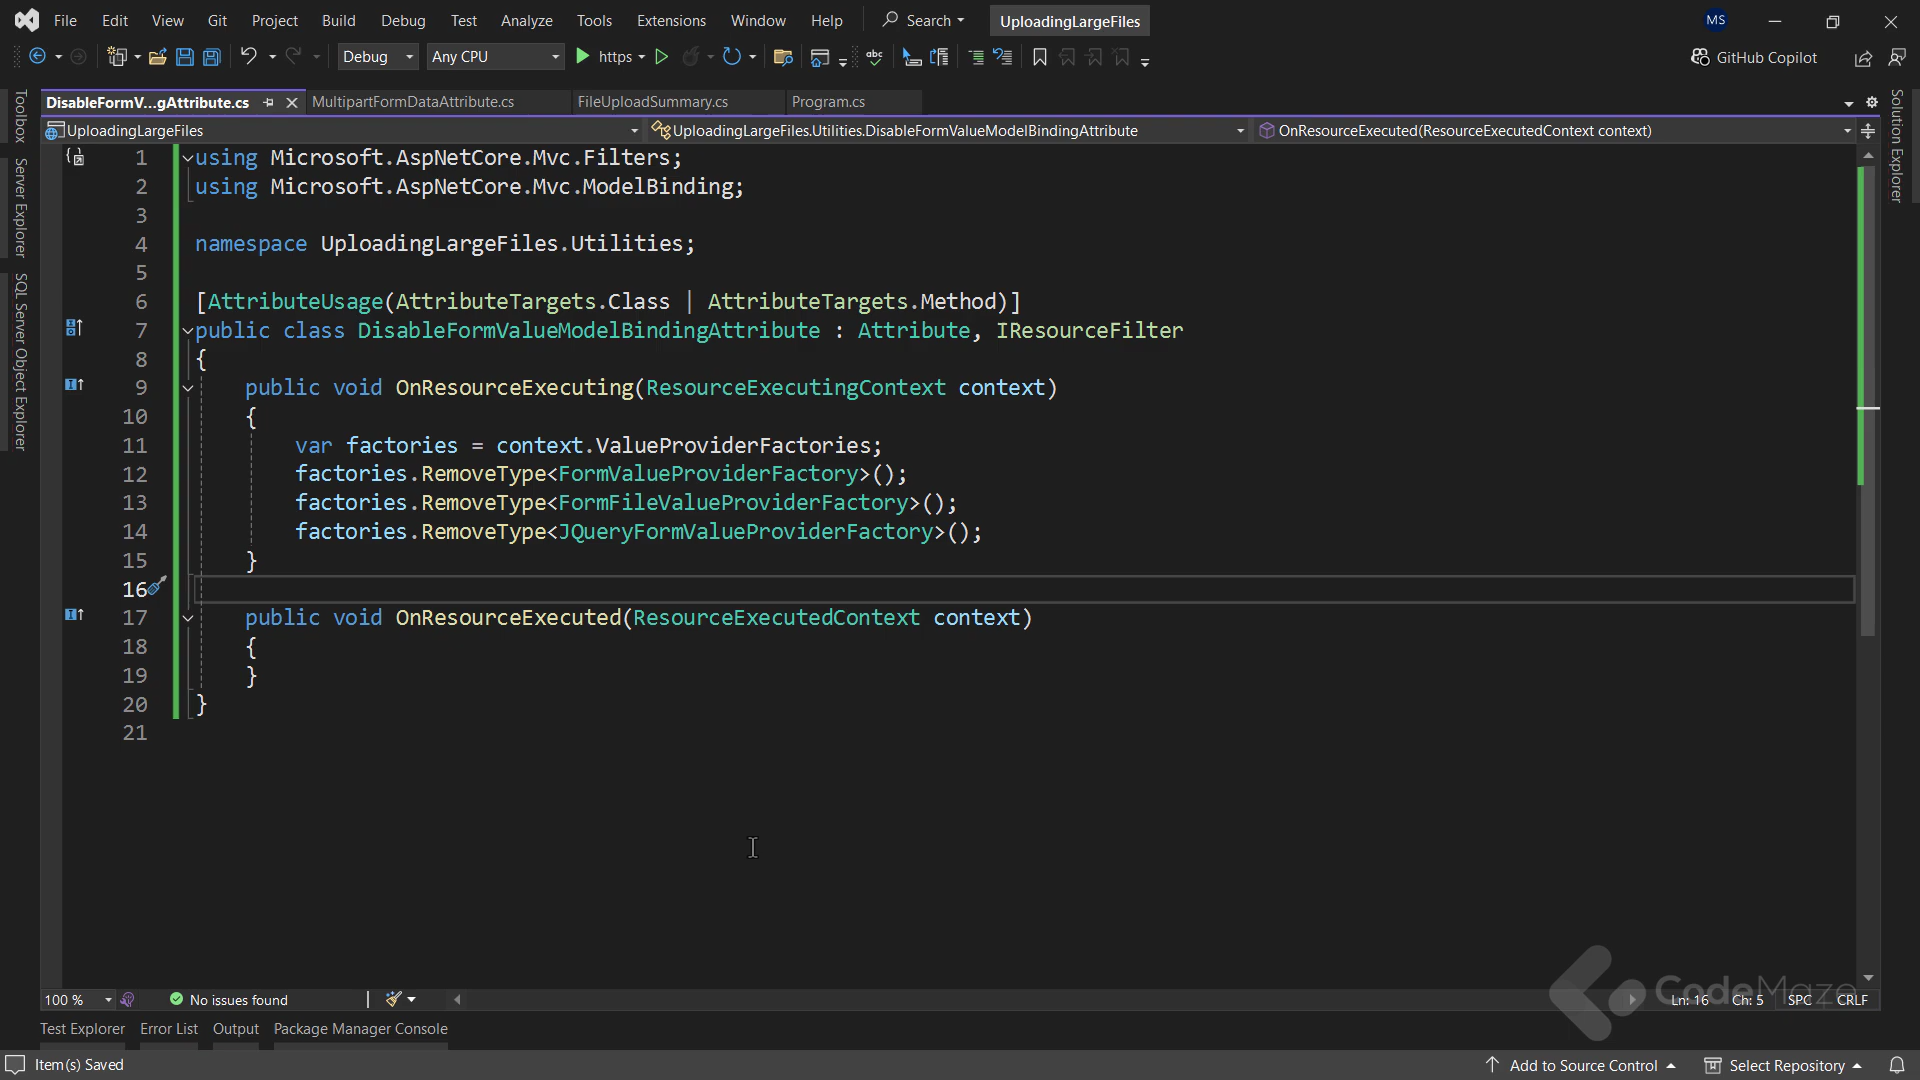 File Edit View Git Project Build Debug Test Analyze Tools Extensions Window Help Search UploadingLargeFiles MS
Debug Any CPU https abc GitHub Copilot
DisableFormV...gAttribute.cs MultipartFormDataAttribute.cs FileUploadSummary.cs Program.cs
UploadingLargeFiles UploadingLargeFiles.Utilities.DisableFormValueModelBindingAttribute OnResourceExecuted(ResourceExecutedContext context)
Toolbox
Server Explorer
SQL Server Object Explorer
Solution Explorer
1 using Microsoft.AspNetCore.Mvc.Filters;
2 using Microsoft.AspNetCore.Mvc.ModelBinding;
3
4 namespace UploadingLargeFiles.Utilities;
5
6 [AttributeUsage(AttributeTargets.Class | AttributeTargets.Method)]
7 public class DisableFormValueModelBindingAttribute : Attribute, IResourceFilter
8 {
9 public void OnResourceExecuting(ResourceExecutingContext context)
10 {
11 var factories = context.ValueProviderFactories;
12 factories.RemoveType<FormValueProviderFactory>();
13 factories.RemoveType<FormFileValueProviderFactory>();
14 factories.RemoveType<JQueryFormValueProviderFactory>();
15 }
16
17 public void OnResourceExecuted(ResourceExecutedContext context)
18 {
19 }
20 }
21
100 % No issues found Ln: 16 Ch: 5 SPC CRLF
CodeMaze
Test Explorer Error List Output Package Manager Console
Item(s) Saved Add to Source Control Select Repository